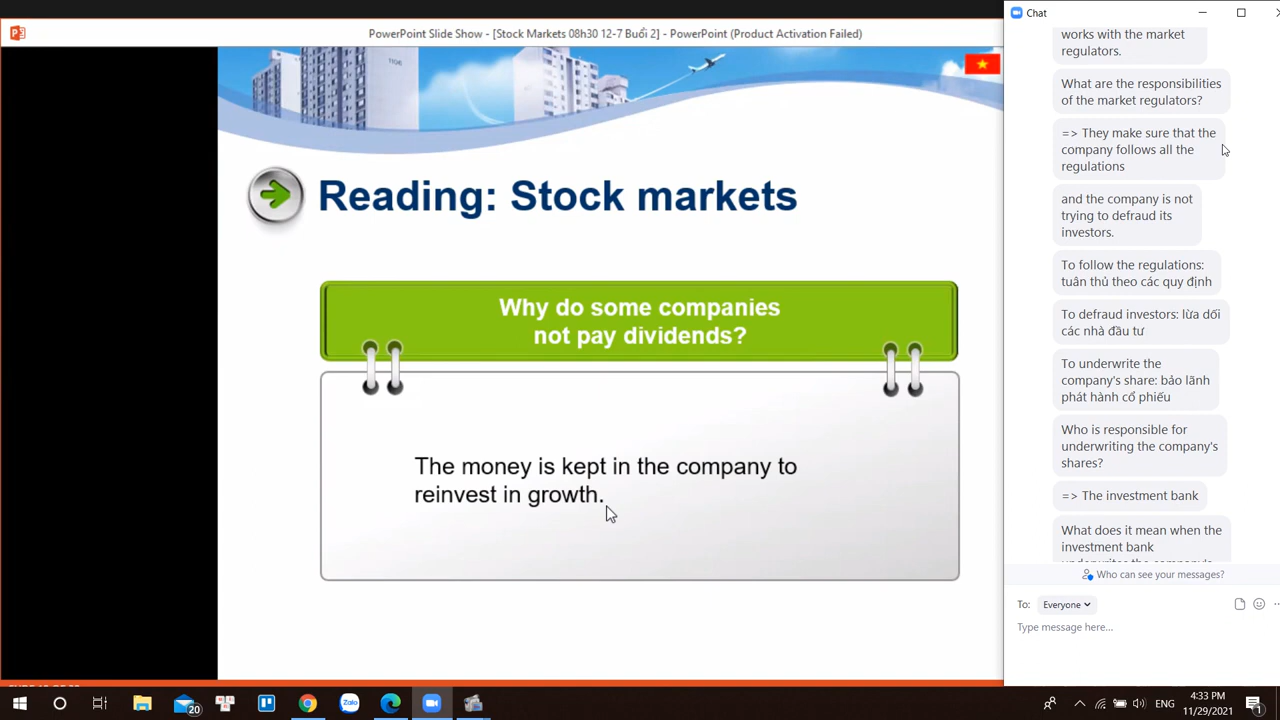 PowerPoint Slide Show - [Stock Markets 08h30 12-7 Buổi 2] - PowerPoint (Product Activation Failed)
Reading: Stock markets
Why do some companies
not pay dividends?
The money is kept in the company to
reinvest in growth.
Chat
works with the market
regulators.
What are the responsibilities
of the market regulators?
=> They make sure that the
company follows all the
regulations
and the company is not
trying to defraud its
investors.
To follow the regulations:
tuân thủ theo các quy định
To defraud investors: lừa dối
các nhà đầu tư
To underwrite the
company's share: bảo lãnh
phát hành cổ phiếu
Who is responsible for
underwriting the company's
shares?
=> The investment bank
What does it mean when the
investment bank
Who can see your messages?
To: Everyone
Type message here...
20
Zalo
ENG
4:33 PM
11/29/2021
1